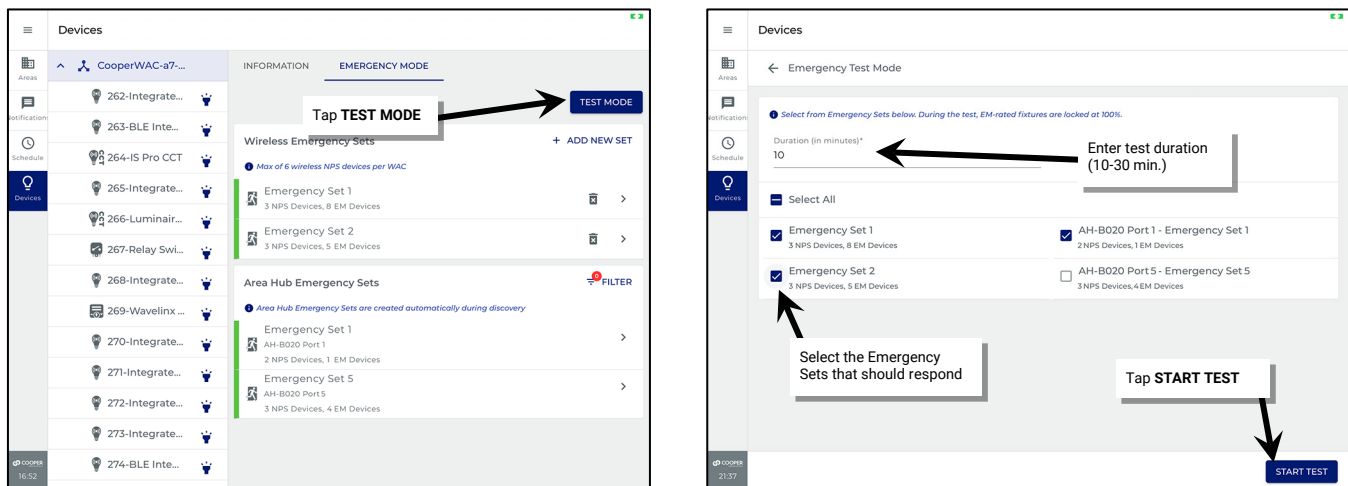 Devices
Areas
Notifications
Schedule
Devices
COOPER
16:52
CooperWAC-a7-...
262-Integrate...
263-BLE Inte...
264-IS Pro CCT
265-Integrate...
266-Luminair...
267-Relay Swi...
268-Integrate...
269-Wavelinx ...
270-Integrate...
271-Integrate...
272-Integrate...
273-Integrate...
274-BLE Inte...
INFORMATION
EMERGENCY MODE
Tap TEST MODE
TEST MODE
Wireless Emergency Sets
+ ADD NEW SET
Max of 6 wireless NPS devices per WAC
Emergency Set 1
3 NPS Devices, 8 EM Devices
Emergency Set 2
3 NPS Devices, 5 EM Devices
Area Hub Emergency Sets
0
FILTER
Area Hub Emergency Sets are created automatically during discovery
Emergency Set 1
AH-B020 Port 1
2 NPS Devices, 1 EM Devices
Emergency Set 5
AH-B020 Port 5
3 NPS Devices, 4 EM Devices
Devices
Areas
Notifications
Schedule
Devices
COOPER
21:37
Emergency Test Mode
Select from Emergency Sets below. During the test, EM-rated fixtures are locked at 100%.
Duration (in minutes)*
10
Enter test duration
(10-30 min.)
Select All
Emergency Set 1
3 NPS Devices, 8 EM Devices
AH-B020 Port 1 - Emergency Set 1
2 NPS Devices, 1 EM Devices
Emergency Set 2
3 NPS Devices, 5 EM Devices
AH-B020 Port 5 - Emergency Set 5
3 NPS Devices, 4 EM Devices
Select the Emergency
Sets that should respond
Tap START TEST
START TEST